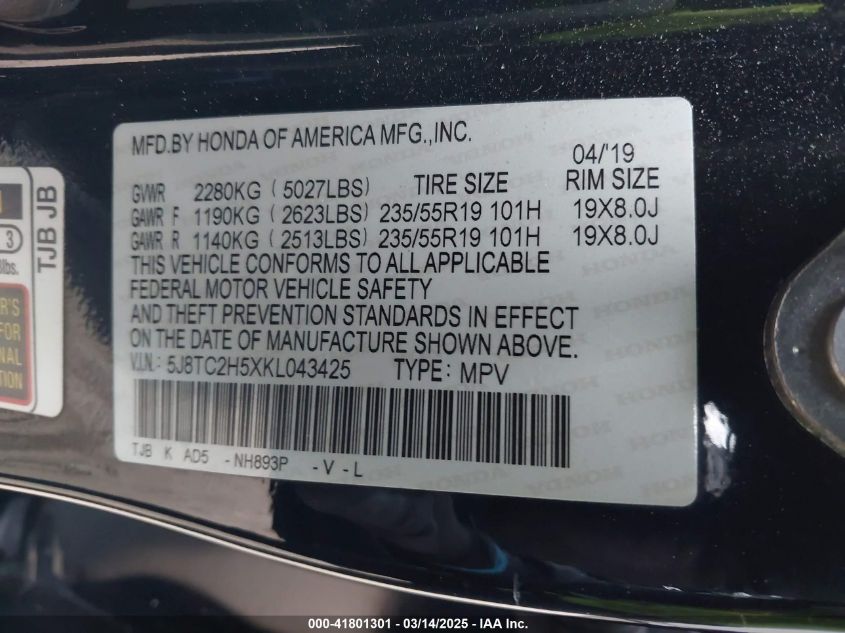 MFD.BY HONDA OF AMERICA MFG.,INC.
04/'19
GVWR 2280KG (5027LBS) TIRE SIZE RIM SIZE
GAWR F 1190KG (2623LBS) 235/55R19 101H 19X8.0J
GAWR R 1140KG (2513LBS) 235/55R19 101H 19X8.0J
THIS VEHICLE CONFORMS TO ALL APPLICABLE
FEDERAL MOTOR VEHICLE SAFETY
AND THEFT PREVENTION STANDARDS IN EFFECT
ON THE DATE OF MANUFACTURE SHOWN ABOVE.
V.I.N.: 5J8TC2H5XKL043425 TYPE: MPV
TJB K AD5 -NH893P -V-L
TJB JB
3
lbs.
FOR
000-41801301 — 03/14/2025 — IAA Inc.